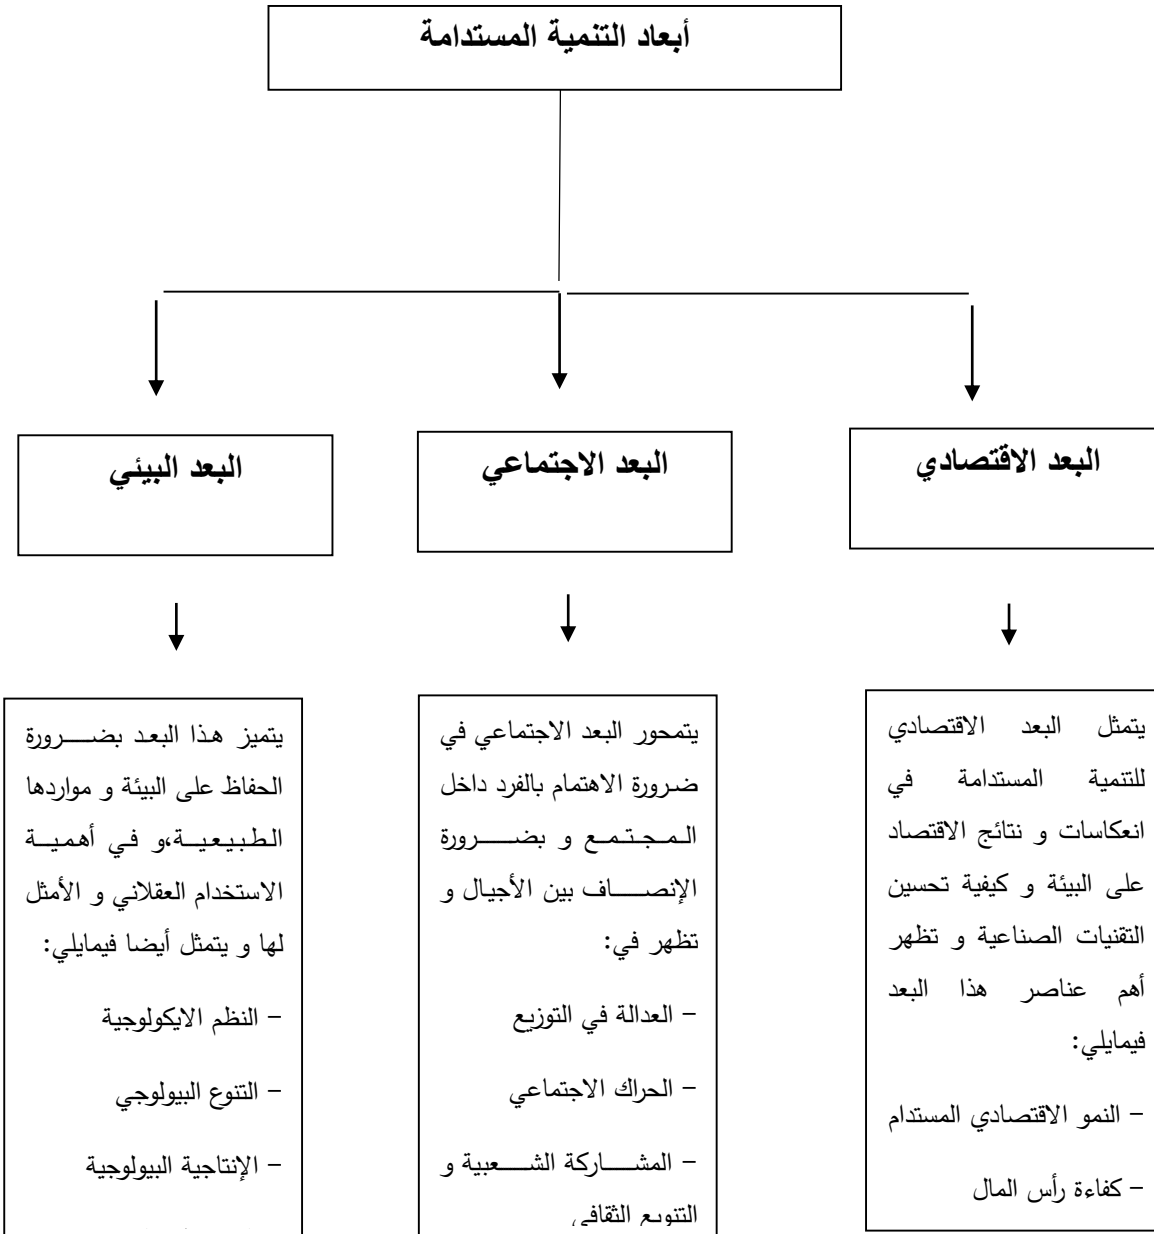 أبعاد التنمية المستدامة
البعد الاقتصادي
البعد الاجتماعي
البعد البيئي
يتمثل البعد الاقتصادي
للتنمية المستدامة في
انعكاسات و نتائج الاقتصاد
على البيئة و كيفية تحسين
التقنيات الصناعية و تظهر
أهم عناصر هذا البعد
فيمايلي:
– النمو الاقتصادي المستدام
– كفاءة رأس المال
يتمحور البعد الاجتماعي في
ضرورة الاهتمام بالفرد داخل
المجتمع و بضرورة
الإنصاف بين الأجيال و
تظهر في:
– العدالة في التوزيع
– الحراك الاجتماعي
– المشاركة الشعبية و
التنويع الثقافي
يتميز هذا البعد بضرورة
الحفاظ على البيئة و مواردها
الطبيعية،و في أهمية
الاستخدام العقلاني و الأمثل
لها و يتمثل أيضا فيمايلي:
– النظم الايكولوجية
– التنوع البيولوجي
– الإنتاجية البيولوجية